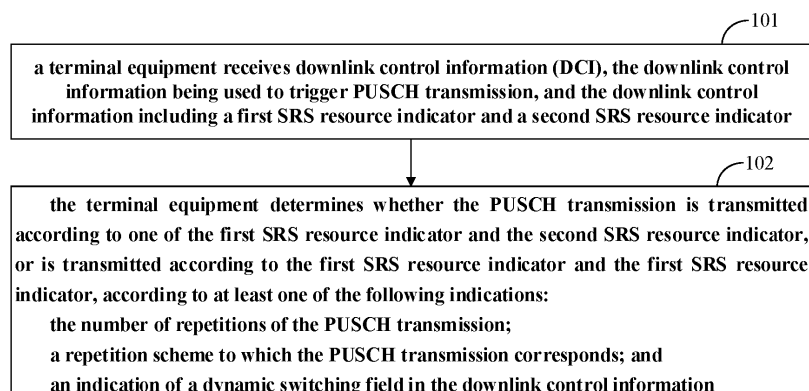 101
a terminal equipment receives downlink control information (DCI), the downlink control
information being used to trigger PUSCH transmission, and the downlink control
information including a first SRS resource indicator and a second SRS resource indicator
102
the terminal equipment determines whether the PUSCH transmission is transmitted
according to one of the first SRS resource indicator and the second SRS resource indicator,
or is transmitted according to the first SRS resource indicator and the first SRS resource
indicator, according to at least one of the following indications:
the number of repetitions of the PUSCH transmission;
a repetition scheme to which the PUSCH transmission corresponds; and
an indication of a dynamic switching field in the downlink control information